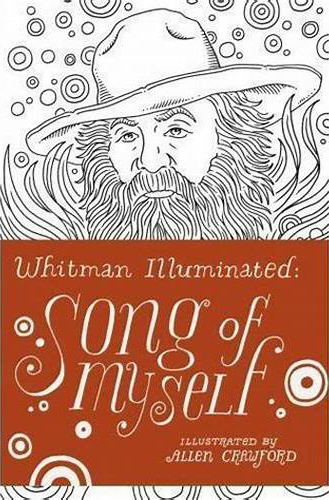 Whitman Illuminated:
Song of
Myself
ILLUSTRATED BY
ALLEN CRAWFORD